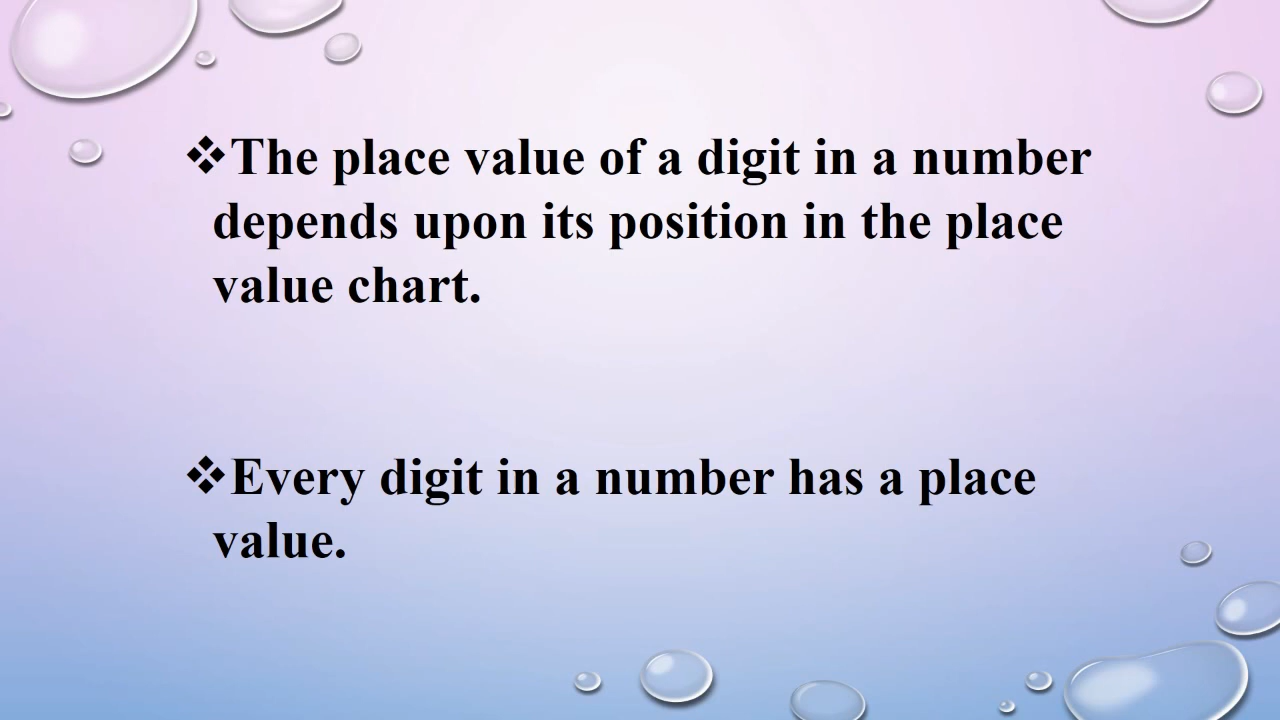 ❖The place value of a digit in a number
depends upon its position in the place
value chart.
❖Every digit in a number has a place
value.